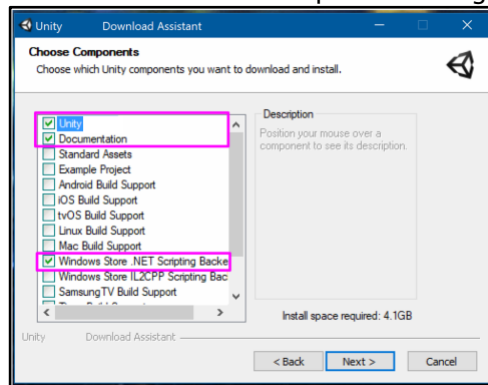 Unity Download Assistant
Choose Components
Choose which Unity components you want to download and install.
Unity
Documentation
Standard Assets
Example Project
Android Build Support
iOS Build Support
tvOS Build Support
Linux Build Support
Mac Build Support
Windows Store .NET Scripting Backe
Windows Store IL2CPP Scripting Bac
SamsungTV Build Support
Description
Position your mouse over a
component to see its description.
Install space required: 4.1GB
Unity Download Assistant
< Back Next > Cancel